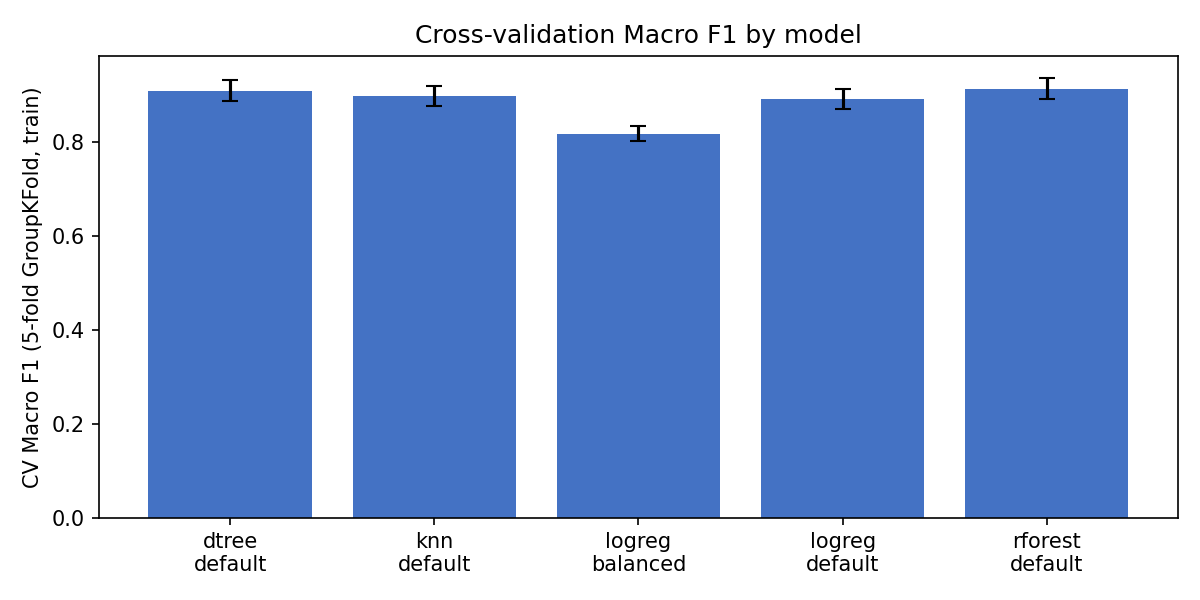 Cross-validation Macro F1 by model
CV Macro F1 (5-fold GroupKFold, train)
0.8
0.6
0.4
0.2
0.0
dtree
default
knn
default
logreg
balanced
logreg
default
rforest
default